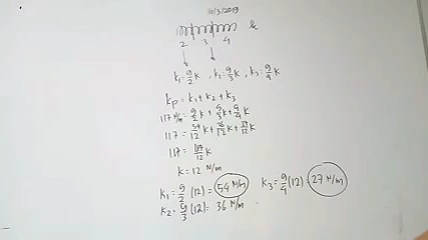 10/3/2019
k
2 3 4
k₁ = 9/2 k , k₂ = 9/3 k , k₃ = 9/4 k
kp = k₁ + k₂ + k₃
117 N/m = 9/2 k + 9/3 k + 9/4 k
117 = 54/12 k + 36/12 k + 27/12 k
117 = 117/12 k
k = 12 N/m
k₁ = 9/2 (12) = 54 N/m k₃ = 9/4 (12) = 27 N/m
k₂ = 9/3 (12) = 36 N/m